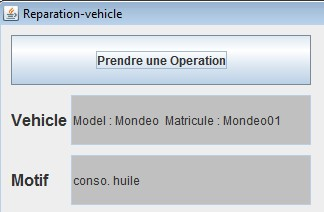 Reparation-vehicle
Prendre une Operation
Vehicle Model : Mondeo Matricule : Mondeo01
Motif conso. huile